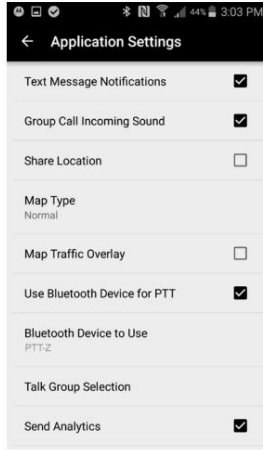 44% 3:03 PM
Application Settings
Text Message Notifications
Group Call Incoming Sound
Share Location
Map Type
Normal
Map Traffic Overlay
Use Bluetooth Device for PTT
Bluetooth Device to Use
PTT-Z
Talk Group Selection
Send Analytics